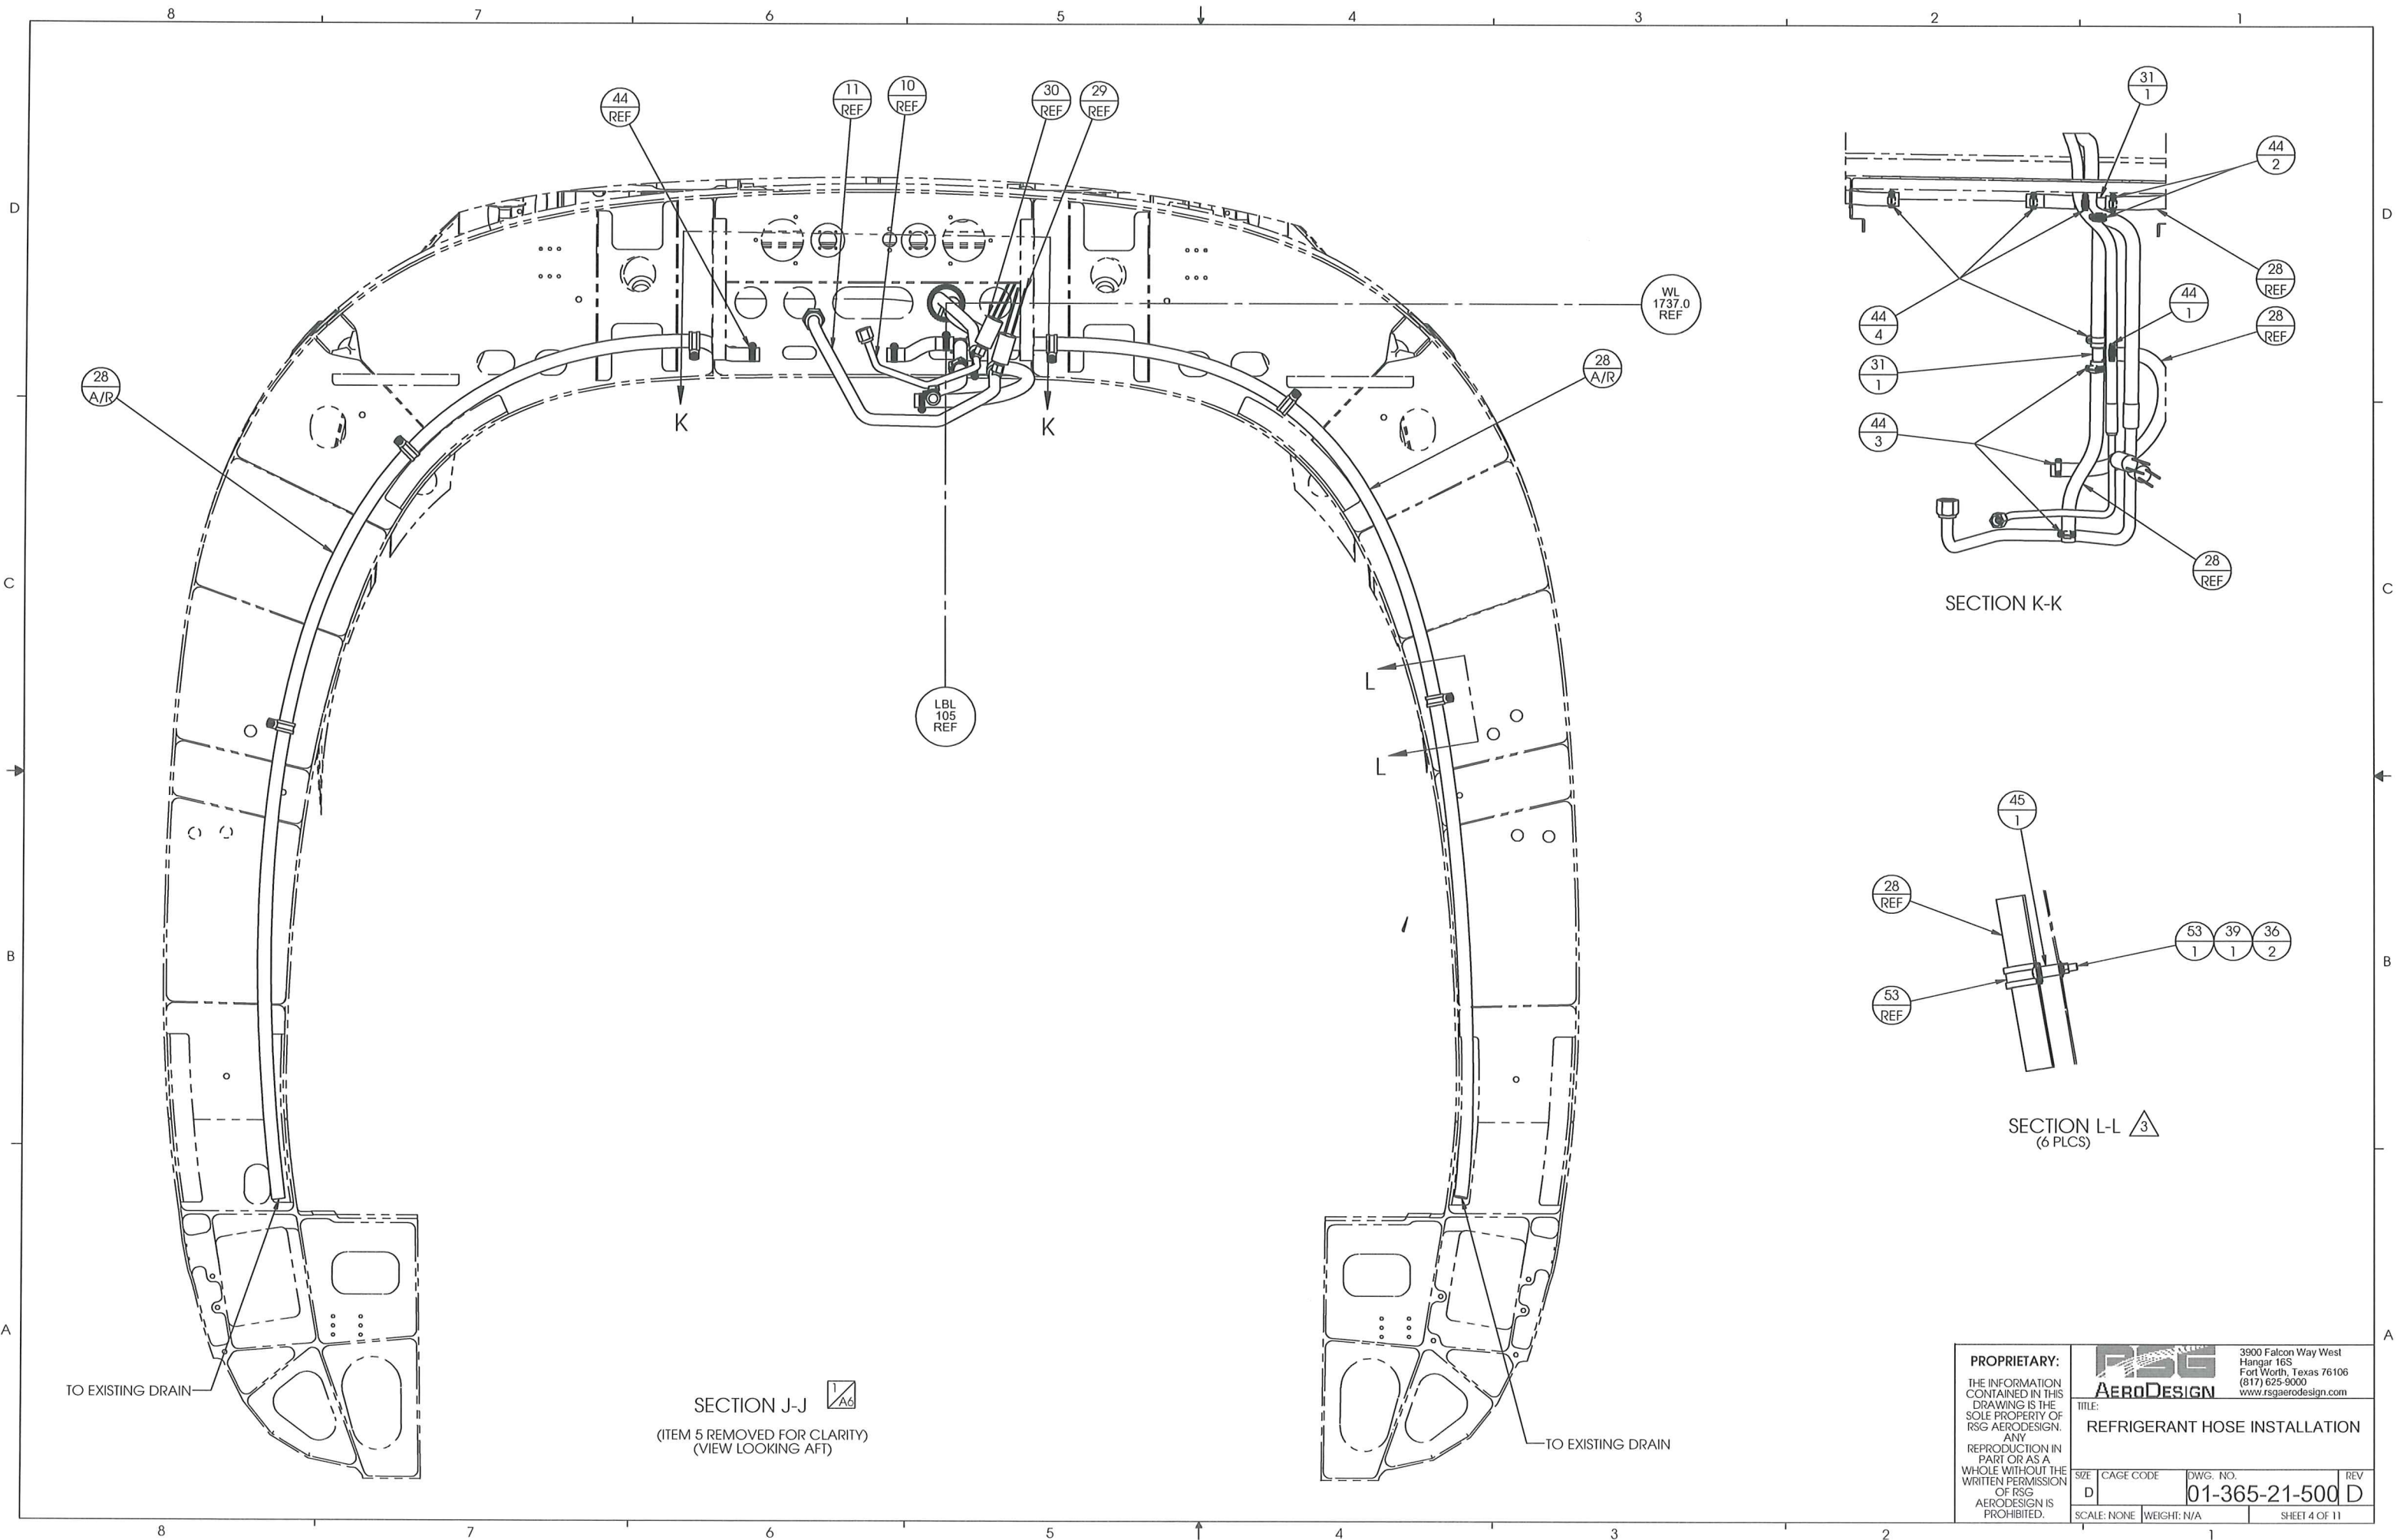 8 7 6 5 4 3 2 1
D
C
B
A
D
C
B
A
44
REF
11
REF
10
REF
30
REF
29
REF
28
A/R
WL
1737.0
REF
28
A/R
K
K
LBL
105
REF
L
L
TO EXISTING DRAIN
TO EXISTING DRAIN
SECTION J-J
1
A6
(ITEM 5 REMOVED FOR CLARITY)
(VIEW LOOKING AFT)
31
1
44
2
28
REF
44
1
28
REF
44
4
31
1
44
3
28
REF
SECTION K-K
45
1
28
REF
53
1
39
1
36
2
53
REF
SECTION L-L 3
(6 PLCS)
PROPRIETARY:
THE INFORMATION
CONTAINED IN THIS
DRAWING IS THE
SOLE PROPERTY OF
RSG AERODESIGN.
ANY
REPRODUCTION IN
PART OR AS A
WHOLE WITHOUT THE
WRITTEN PERMISSION
OF RSG
AERODESIGN IS
PROHIBITED.
RSG
AERODESIGN
3900 Falcon Way West
Hangar 16S
Fort Worth, Texas 76106
(817) 625-9000
www.rsgaerodesign.com
TITLE:
REFRIGERANT HOSE INSTALLATION
SIZE
D
CAGE CODE
DWG. NO.
01-365-21-500
REV
D
SCALE: NONE
WEIGHT: N/A
SHEET 4 OF 11
8 7 6 5 4 3 2 1